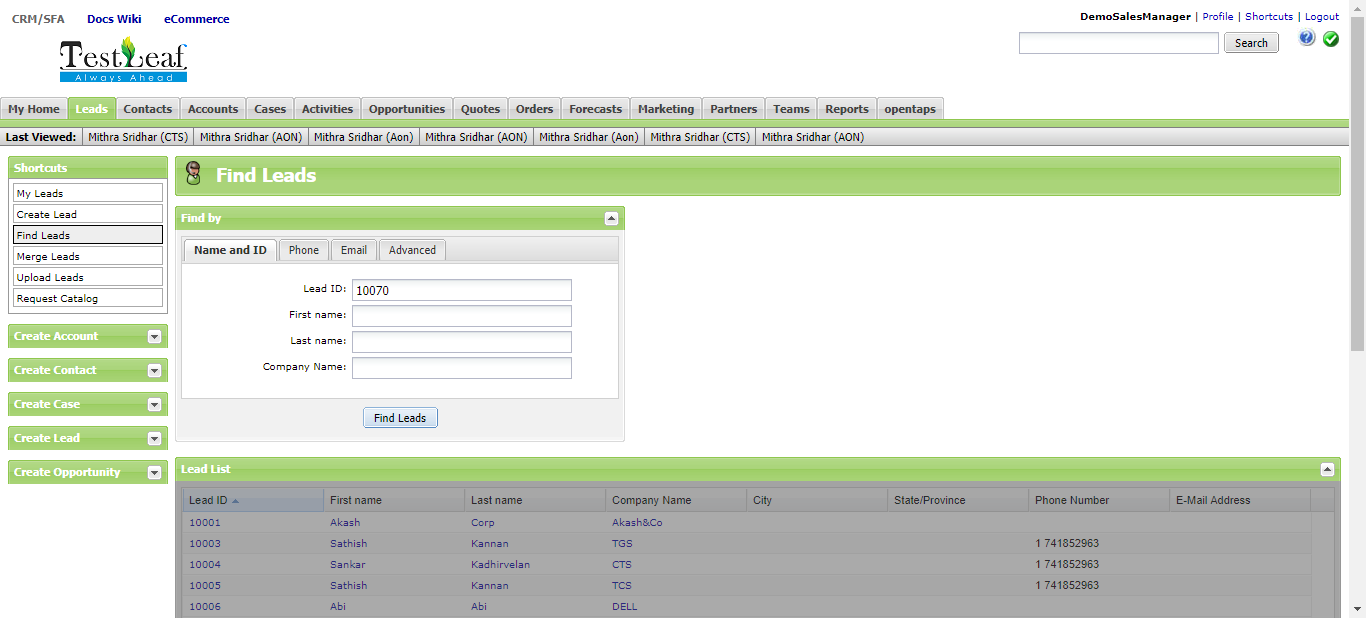 CRM/SFA Docs Wiki eCommerce
DemoSalesManager | Profile | Shortcuts | Logout
TestLeaf
Always Ahead
Search
My Home Leads Contacts Accounts Cases Activities Opportunities Quotes Orders Forecasts Marketing Partners Teams Reports opentaps
Last Viewed: Mithra Sridhar (CTS) Mithra Sridhar (AON) Mithra Sridhar (Aon) Mithra Sridhar (AON) Mithra Sridhar (Aon) Mithra Sridhar (CTS) Mithra Sridhar (AON)
Shortcuts
My Leads
Create Lead
Find Leads
Merge Leads
Upload Leads
Request Catalog
Create Account
Create Contact
Create Case
Create Lead
Create Opportunity
Find Leads
Find by
Name and ID Phone Email Advanced
Lead ID: 10070
First name:
Last name:
Company Name:
Find Leads
Lead List
Lead ID First name Last name Company Name City State/Province Phone Number E-Mail Address
10001 Akash Corp Akash&Co
10003 Sathish Kannan TGS 1 741852963
10004 Sankar Kadhirvelan CTS 1 741852963
10005 Sathish Kannan TCS 1 741852963
10006 Abi Abi DELL